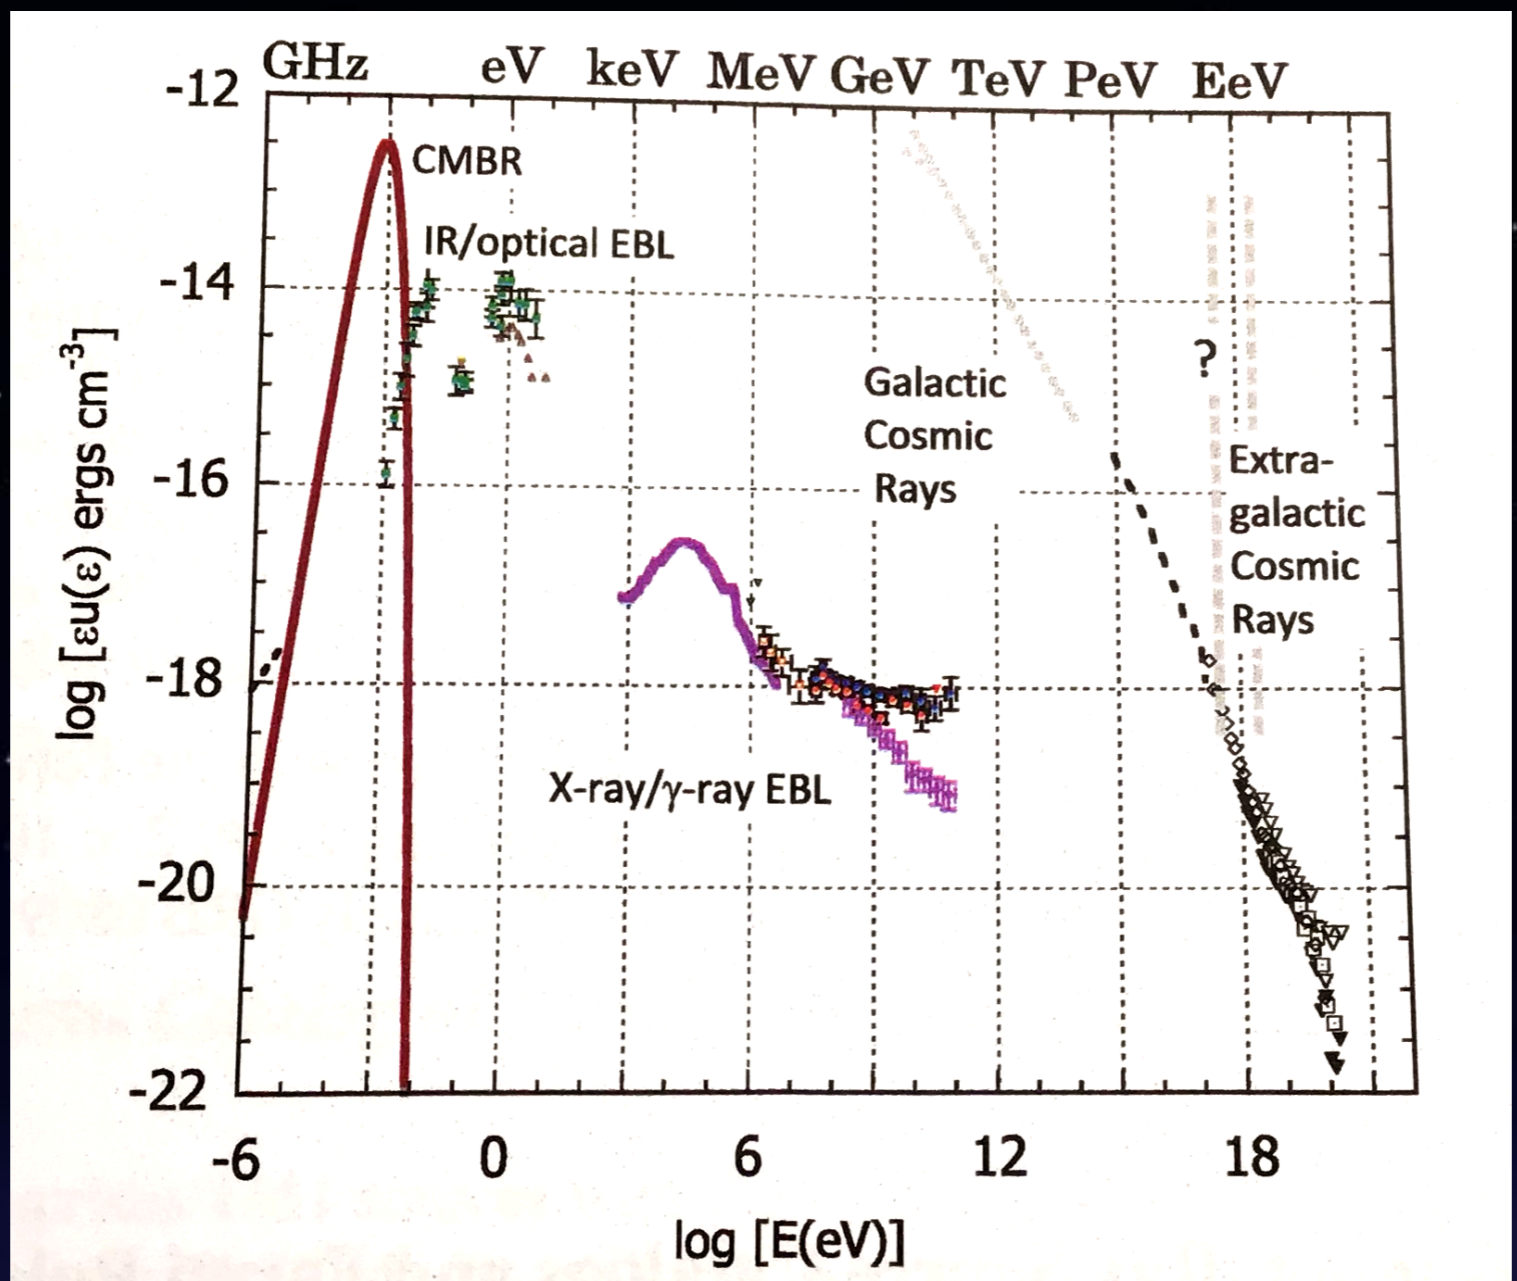 GHz eV keV MeV GeV TeV PeV EeV
-12
CMBR
IR/optical EBL
-14
?
Galactic
Cosmic
Rays
Extra-
galactic
Cosmic
Rays
-16
-18
X-ray/γ-ray EBL
-20
-22
log [εu(ε) ergs cm-3]
-6 0 6 12 18
log [E(eV)]